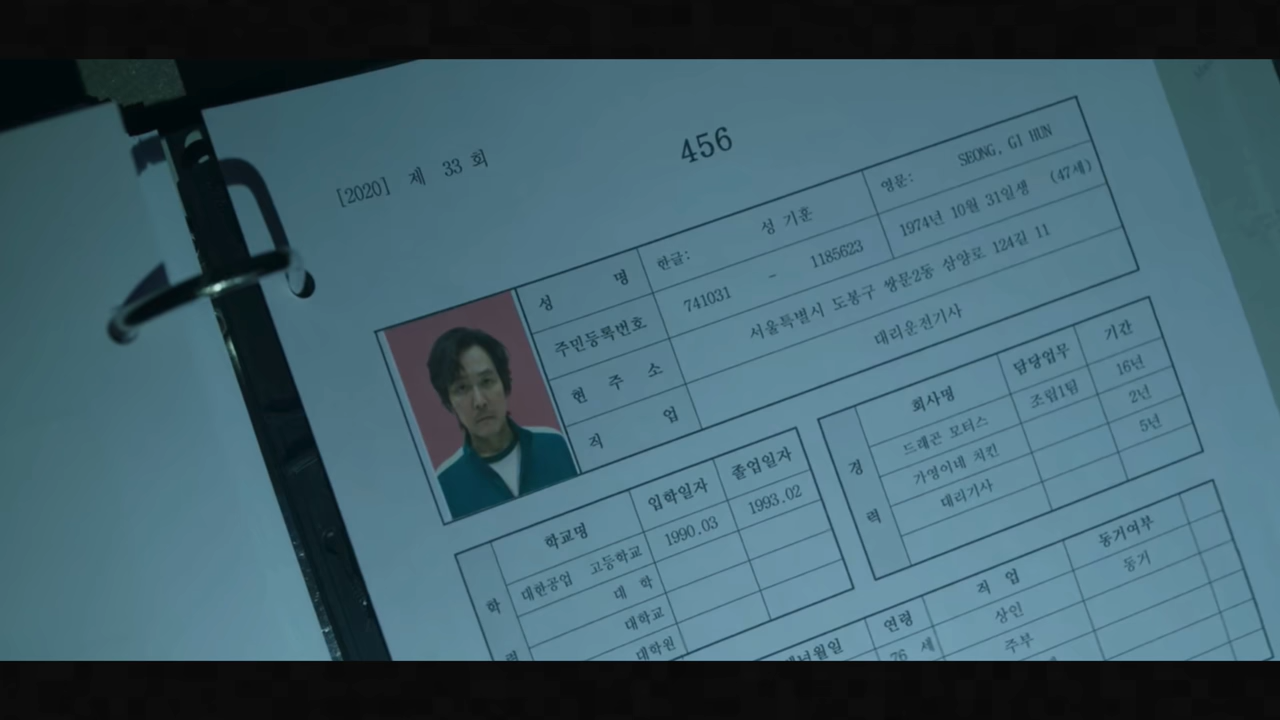 [2020] 제 33 회
456
성 명 한글: 성 기훈 영문: SEONG, GI HUN
주민등록번호 741031 - 1185623 1974년 10월 31일생 (47세)
현 주 소 서울특별시 도봉구 쌍문2동 삼양로 124길 11
직 업 대리운전기사
학교명 입학일자 졸업일자
대한공업 고등학교 1990.03 1993.02
대 학
대학교
대학원
학
경 력
회사명 담당업무 기간
드래곤 모터스 조립1팀 16년
가영이네 치킨 2년
대리기사 5년
연령 직 업 동거여부
76 세 상인 동거
주부